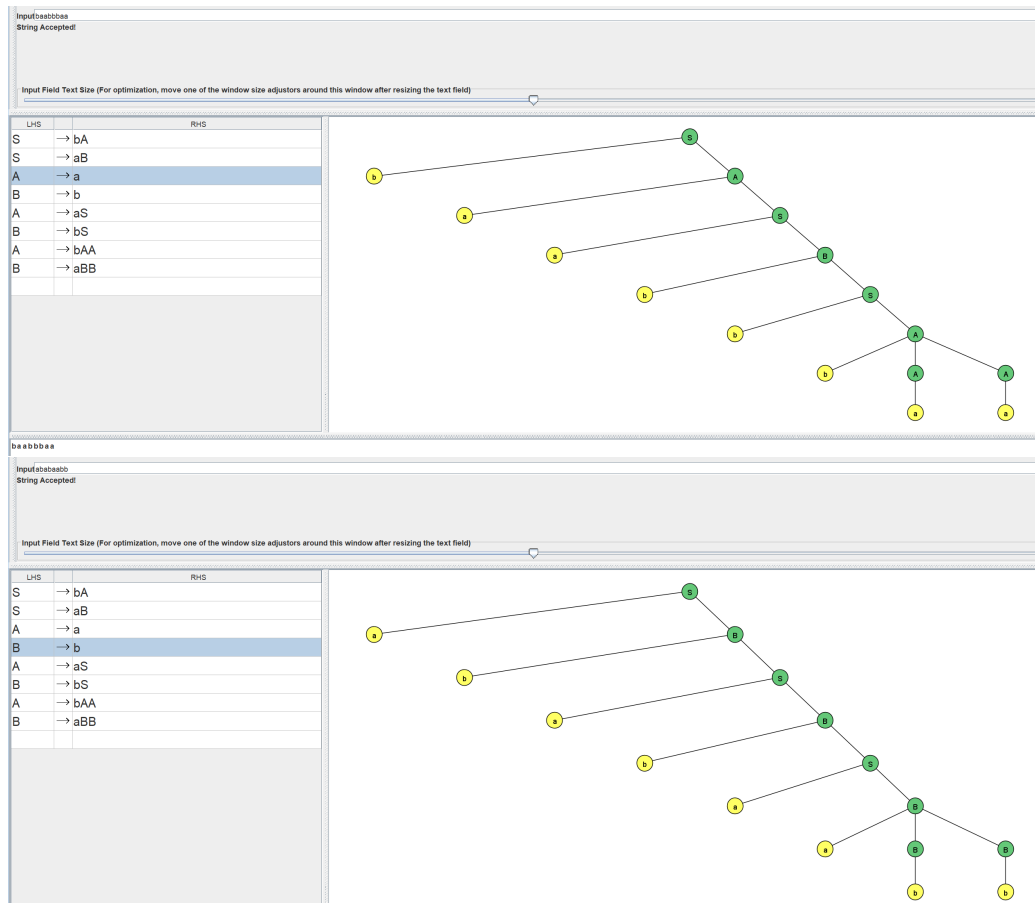 Input baabbbaa
String Accepted!
Input Field Text Size (For optimization, move one of the window size adjustors around this window after resizing the text field)
LHS RHS
S → bA
S → aB
A → a
B → b
A → aS
B → bS
A → bAA
B → aBB
S
b A
a S
a B
b S
b A
b A A
a a
baabbbaa
Input ababaabb
String Accepted!
Input Field Text Size (For optimization, move one of the window size adjustors around this window after resizing the text field)
LHS RHS
S → bA
S → aB
A → a
B → b
A → aS
B → bS
A → bAA
B → aBB
S
a B
b S
a B
b S
a B
a B B
b b